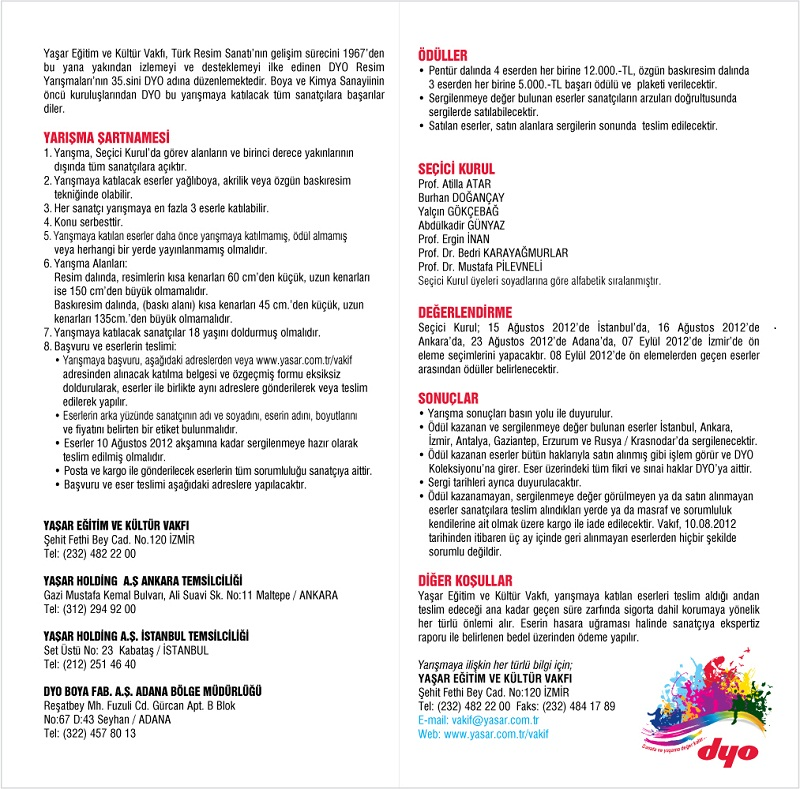 Yaşar Eğitim ve Kültür Vakfı, Türk Resim Sanatı'nın gelişim sürecini 1967'den
bu yana yakından izlemeyi ve desteklemeyi ilke edinen DYO Resim
Yarışmaları'nın 35.sini DYO adına düzenlemektedir. Boya ve Kimya Sanayiinin
öncü kuruluşlarından DYO bu yarışmaya katılacak tüm sanatçılara başarılar
diler.
YARIŞMA ŞARTNAMESİ
1. Yarışma, Seçici Kurul'da görev alanların ve birinci derece yakınlarının
dışında tüm sanatçılara açıktır.
2. Yarışmaya katılacak eserler yağlıboya, akrilik veya özgün baskıresim
tekniğinde olabilir.
3. Her sanatçı yarışmaya en fazla 3 eserle katılabilir.
4. Konu serbesttir.
5. Yarışmaya katılan eserler daha önce yarışmaya katılmamış, ödül almamış
veya herhangi bir yerde yayınlanmamış olmalıdır.
6. Yarışma Alanları:
Resim dalında, resimlerin kısa kenarları 60 cm'den küçük, uzun kenarları
ise 150 cm'den büyük olmamalıdır.
Baskıresim dalında, (baskı alanı) kısa kenarları 45 cm.'den küçük, uzun
kenarları 135cm.'den büyük olmamalıdır.
7. Yarışmaya katılacak sanatçılar 18 yaşını doldurmuş olmalıdır.
8. Başvuru ve eserlerin teslimi:
• Yarışmaya başvuru, aşağıdaki adreslerden veya www.yasar.com.tr/vakif
adresinden alınacak katılma belgesi ve özgeçmiş formu eksiksiz
doldurularak, eserler ile birlikte aynı adreslere gönderilerek veya teslim
edilerek yapılır.
• Eserlerin arka yüzünde sanatçının adı ve soyadını, eserin adını, boyutlarını
ve fiyatını belirten bir etiket bulunmalıdır.
• Eserler 10 Ağustos 2012 akşamına kadar sergilenmeye hazır olarak
teslim edilmiş olmalıdır.
• Posta ve kargo ile gönderilecek eserlerin tüm sorumluluğu sanatçıya aittir.
• Başvuru ve eser teslimi aşağıdaki adreslere yapılacaktır.
YAŞAR EĞİTİM VE KÜLTÜR VAKFI
Şehit Fethi Bey Cad. No.120 İZMİR
Tel: (232) 482 22 00
YAŞAR HOLDİNG A.Ş ANKARA TEMSİLCİLİĞİ
Gazi Mustafa Kemal Bulvarı, Ali Suavi Sk. No:11 Maltepe / ANKARA
Tel: (312) 294 92 00
YAŞAR HOLDİNG A.Ş. İSTANBUL TEMSİLCİLİĞİ
Set Üstü No: 23 Kabataş / İSTANBUL
Tel: (212) 251 46 40
DYO BOYA FAB. A.Ş. ADANA BÖLGE MÜDÜRLÜĞÜ
Reşatbey Mh. Fuzuli Cd. Gürcan Apt. B Blok
No:67 D:43 Seyhan / ADANA
Tel: (322) 457 80 13
ÖDÜLLER
• Pentür dalında 4 eserden her birine 12.000.-TL, özgün baskıresim dalında
3 eserden her birine 5.000.-TL başarı ödülü ve plaketi verilecektir.
• Sergilenmeye değer bulunan eserler sanatçıların arzuları doğrultusunda
sergilerde satılabilecektir.
• Satılan eserler, satın alanlara sergilerin sonunda teslim edilecektir.
SEÇİCİ KURUL
Prof. Atilla ATAR
Burhan DOĞANÇAY
Yalçın GÖKÇEBAĞ
Abdülkadir GÜNYAZ
Prof. Ergin İNAN
Prof. Dr. Bedri KARAYAĞMURLAR
Prof. Dr. Mustafa PİLEVNELİ
Seçici Kurul üyeleri soyadlarına göre alfabetik sıralanmıştır.
DEĞERLENDİRME
Seçici Kurul; 15 Ağustos 2012'de İstanbul'da, 16 Ağustos 2012'de
Ankara'da, 23 Ağustos 2012'de Adana'da, 07 Eylül 2012'de İzmir'de ön
eleme seçimlerini yapacaktır. 08 Eylül 2012'de ön elemelerden geçen eserler
arasından ödüller belirlenecektir.
SONUÇLAR
• Yarışma sonuçları basın yolu ile duyurulur.
• Ödül kazanan ve sergilenmeye değer bulunan eserler İstanbul, Ankara,
İzmir, Antalya, Gaziantep, Erzurum ve Rusya / Krasnodar'da sergilenecektir.
• Ödül kazanan eserler bütün haklarıyla satın alınmış gibi işlem görür ve DYO
Koleksiyonu'na girer. Eser üzerindeki tüm fikri ve sınai haklar DYO'ya aittir.
• Sergi tarihleri ayrıca duyurulacaktır.
• Ödül kazanamayan, sergilenmeye değer görülmeyen ya da satın alınmayan
eserler sanatçılara teslim alındıkları yerde ya da masraf ve sorumluluk
kendilerine ait olmak üzere kargo ile iade edilecektir. Vakıf, 10.08.2012
tarihinden itibaren üç ay içinde geri alınmayan eserlerden hiçbir şekilde
sorumlu değildir.
DİĞER KOŞULLAR
Yaşar Eğitim ve Kültür Vakfı, yarışmaya katılan eserleri teslim aldığı andan
teslim edeceği ana kadar geçen süre zarfında sigorta dahil korumaya yönelik
her türlü önlemi alır. Eserin hasara uğraması halinde sanatçıya ekspertiz
raporu ile belirlenen bedel üzerinden ödeme yapılır.
Yarışmaya ilişkin her türlü bilgi için;
YAŞAR EĞİTİM VE KÜLTÜR VAKFI
Şehit Fethi Bey Cad. No:120 İZMİR
Tel: (232) 482 22 00 Faks: (232) 484 17 89
E-mail: vakif@yasar.com.tr
Web: www.yasar.com.tr/vakif
Sanata ve yaşama değer katar...
dyo